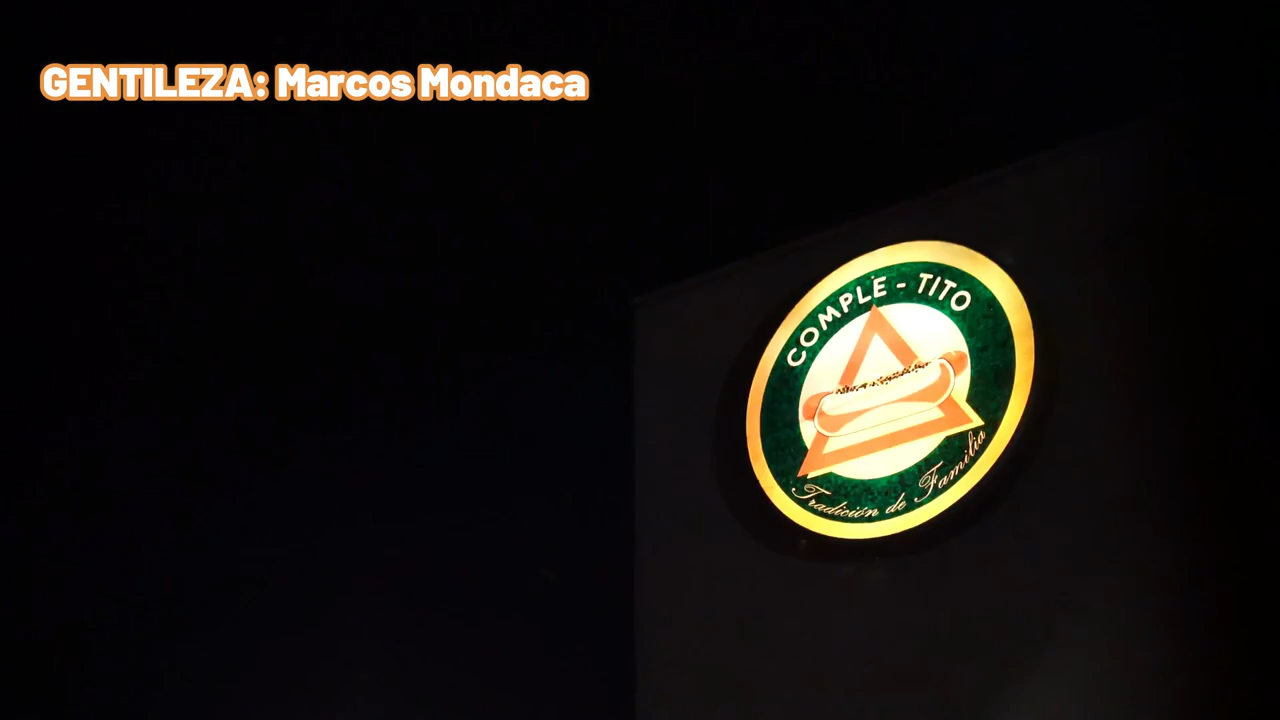 GENTILEZA: Marcos Mondaca
COMPLE - TITO
Tradición de Familia